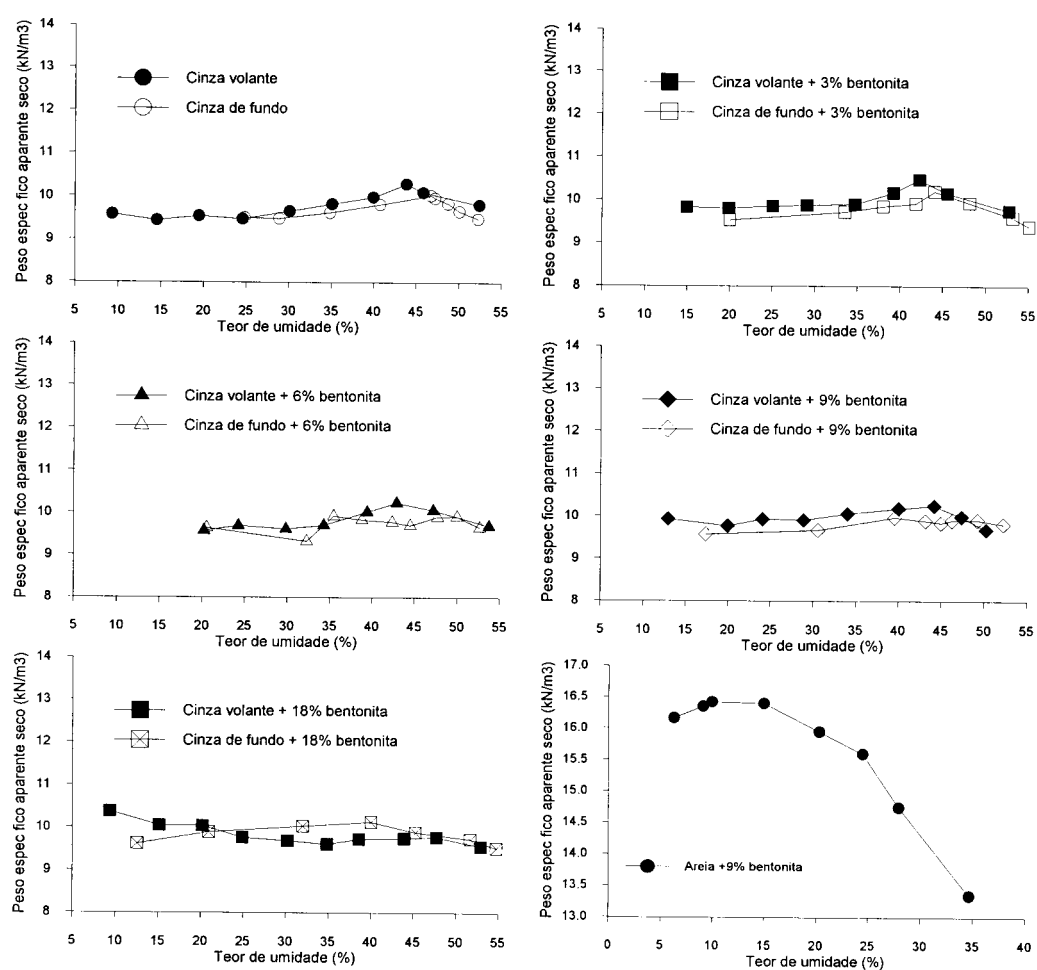 Peso espec fico aparente seco (kN/m3)
14
13
12
11
10
9
8
Cinza volante
Cinza de fundo
5 10 15 20 25 30 35 40 45 50 55
Teor de umidade (%)
Peso espec fico aparente seco (kN/m3)
14
13
12
11
10
9
8
Cinza volante + 3% bentonita
Cinza de fundo + 3% bentonita
5 10 15 20 25 30 35 40 45 50 55
Teor de umidade (%)
Peso espec fico aparente seco (kN/m3)
14
13
12
11
10
9
8
Cinza volante + 6% bentonita
Cinza de fundo + 6% bentonita
5 10 15 20 25 30 35 40 45 50 55
Teor de umidade (%)
Peso espec fico aparente seco (kN/m3)
14
13
12
11
10
9
8
Cinza volante + 9% bentonita
Cinza de fundo + 9% bentonita
5 10 15 20 25 30 35 40 45 50 55
Teor de umidade (%)
Peso espec fico aparente seco (kN/m3)
14
13
12
11
10
9
8
Cinza volante + 18% bentonita
Cinza de fundo + 18% bentonita
5 10 15 20 25 30 35 40 45 50 55
Teor de umidade (%)
Peso espec fico aparente seco (kN/m3)
17.0
16.5
16.0
15.5
15.0
14.5
14.0
13.5
13.0
Areia +9% bentonita
0 5 10 15 20 25 30 35 40
Teor de umidade (%)